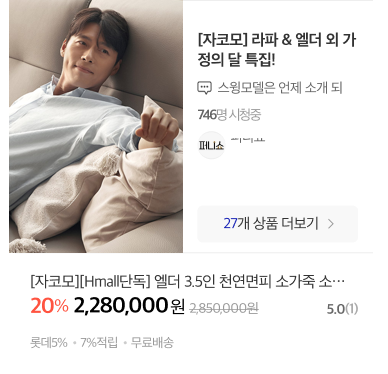 [자코모] 라파 & 엘더 외 가
정의 달 특집!
스윙모델은 언제 소개 되
746명 시청중
퍼니쇼
27개 상품 더보기
[자코모][Hmall단독] 엘더 3.5인 천연면피 소가죽 소…
20% 2,280,000원 2,850,000원
5.0(1)
롯데5% • 7%적립 • 무료배송